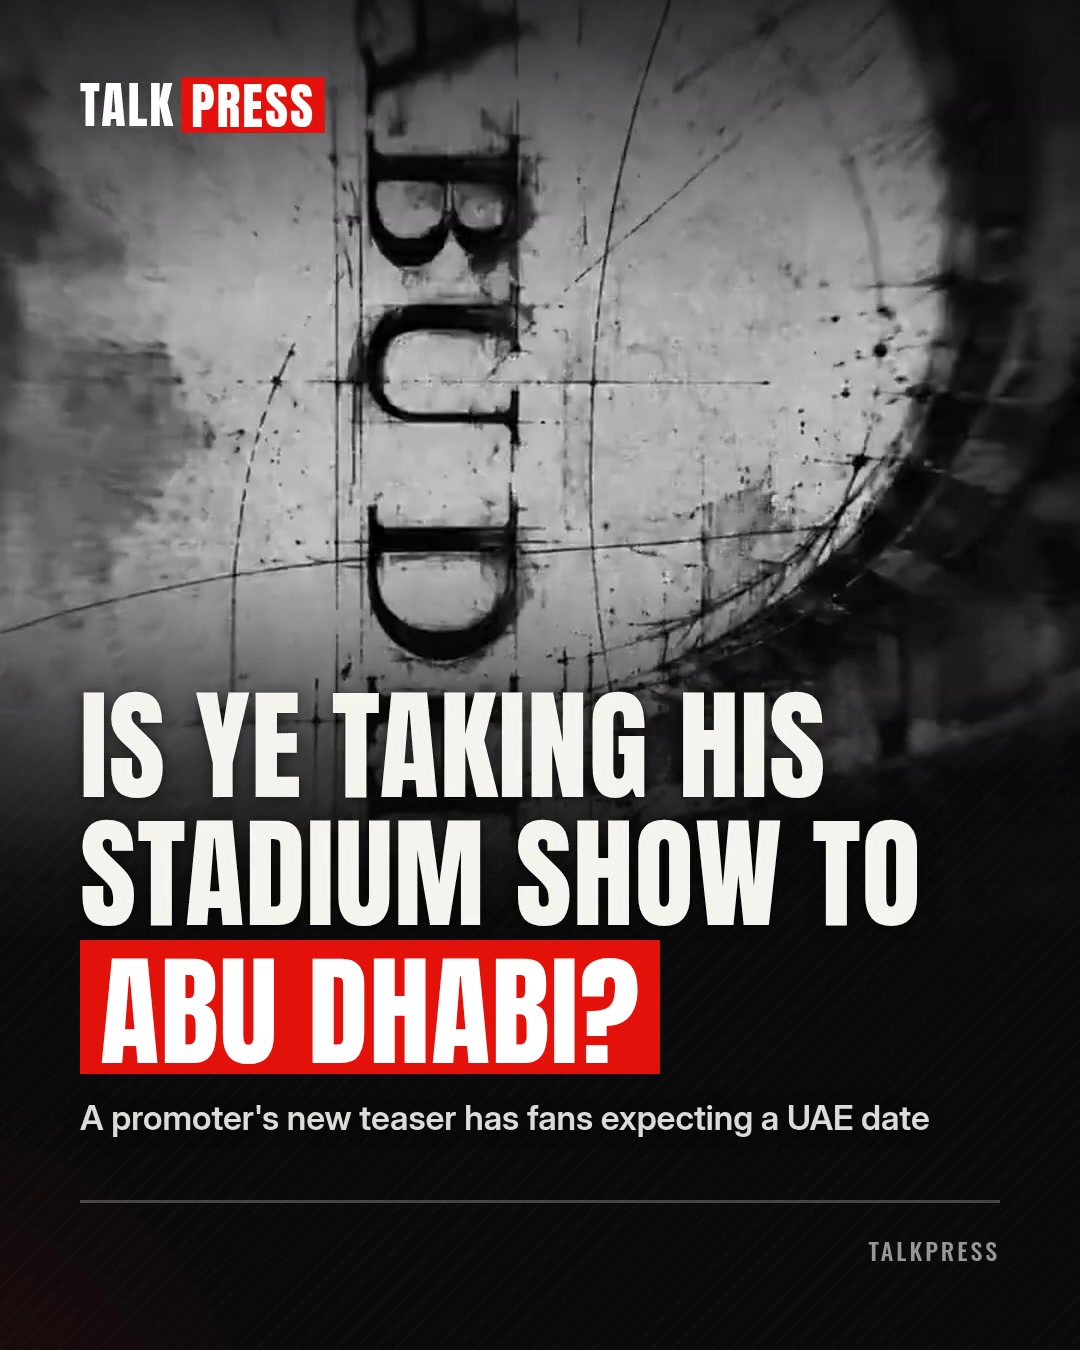 TALK PRESS
ABU D
IS YE TAKING HIS
STADIUM SHOW TO
ABU DHABI?
A promoter's new teaser has fans expecting a UAE date
TALKPRESS